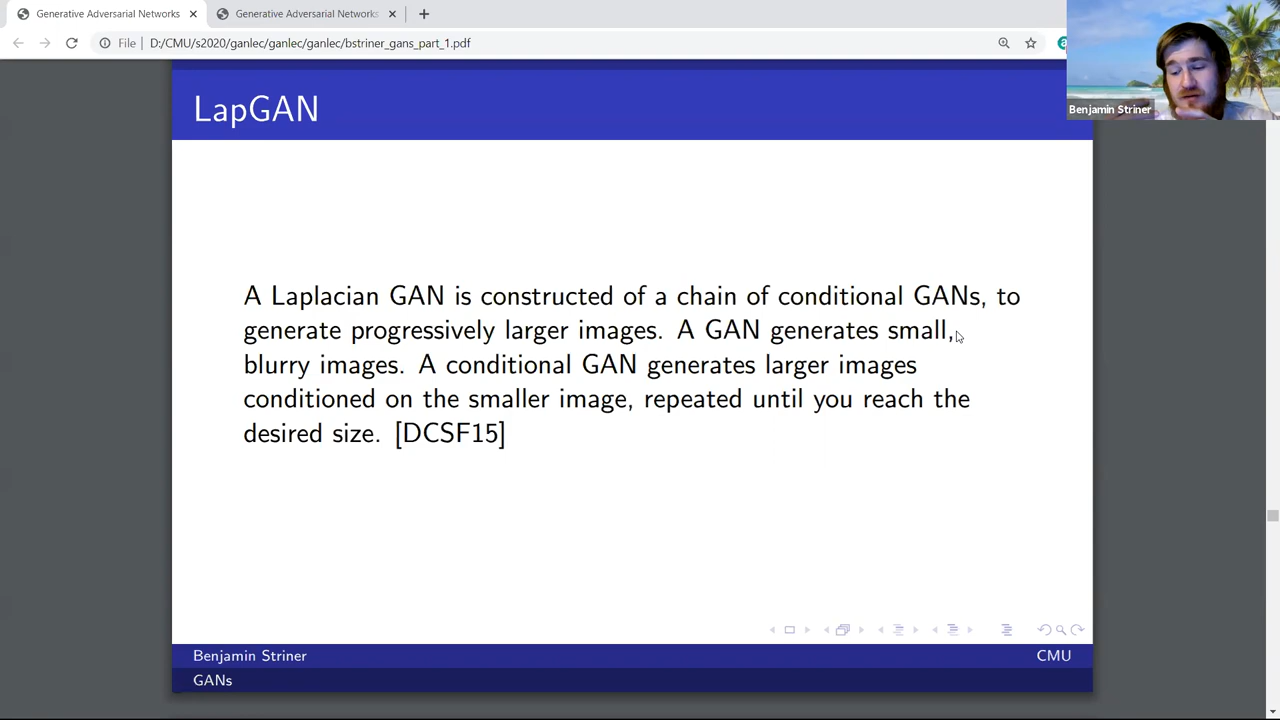 Generative Adversarial Networks
Generative Adversarial Networks
File
D:/CMU/s2020/ganlec/ganlec/ganlec/bstriner_gans_part_1.pdf
Benjamin Striner
LapGAN
A Laplacian GAN is constructed of a chain of conditional GANs, to
generate progressively larger images. A GAN generates small,
blurry images. A conditional GAN generates larger images
conditioned on the smaller image, repeated until you reach the
desired size. [DCSF15]
Benjamin Striner
CMU
GANs